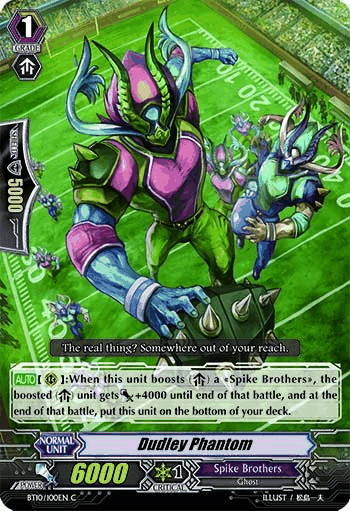 1
GRADE
5000
The real thing? Somewhere out of your reach.
AUTO [ ]:When this unit boosts ( ) a «Spike Brothers», the
boosted ( ) unit gets +4000 until end of that battle, and at the
end of that battle, put this unit on the bottom of your deck.
NORMAL
UNIT
Dudley Phantom
POWER
6000
1
CRITICAL
Spike Brothers
Ghost
BT10/100EN C
ILLUST / 松島一夫